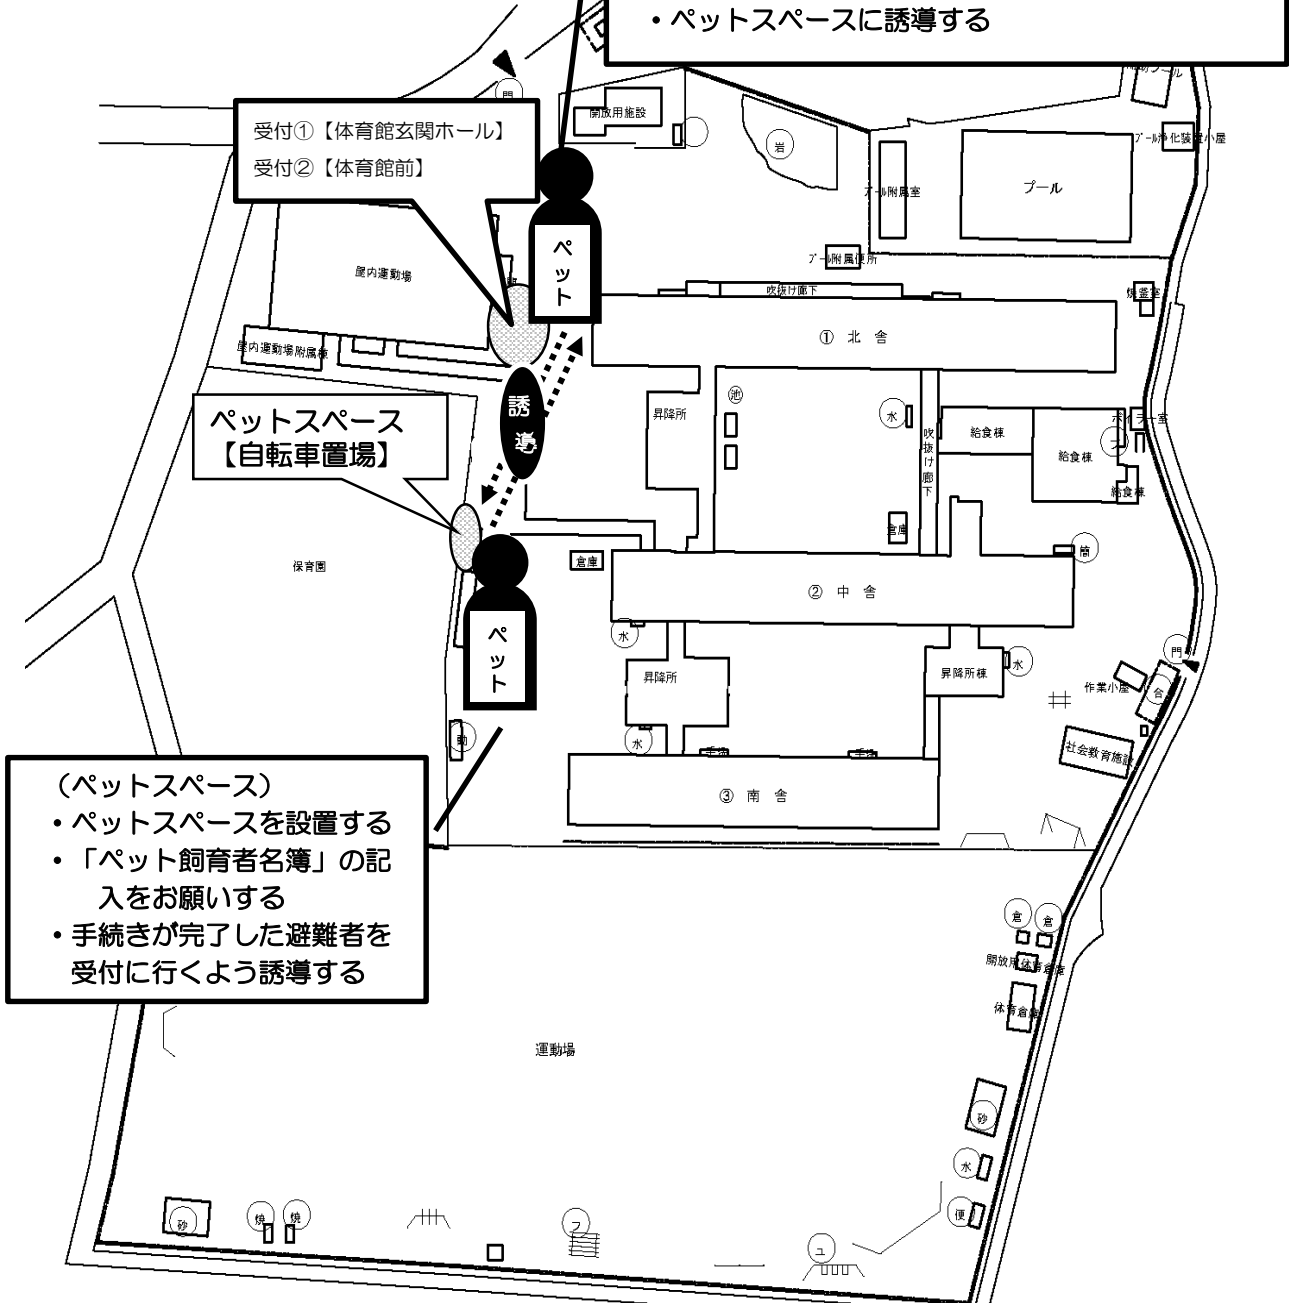 ・ペットスペースに誘導する
門
開放用施設
受付①【体育館玄関ホール】
受付②【体育館前】
岩
プール浄化装置小屋
プール
プール附属室
ペット
プール附属便所
屋内運動場
吹抜け廊下
焼釜室
① 北 舎
屋内運動場附属棟
誘導
ペットスペース
【自転車置場】
昇降所
池
水
吹抜け廊下
給食棟
給食棟
ボイラー室
プ
給食棟
倉庫
保育園
倉庫
簡
② 中 舎
ペット
水
昇降所
昇降所棟
水
門
作業小屋
合
動
水
手洗
手洗
社会教育施設
③ 南 舎
（ペットスペース）
・ペットスペースを設置する
・「ペット飼育者名簿」の記
入をお願いする
・手続きが完了した避難者を
受付に行くよう誘導する
倉
倉
開放用体育倉庫
体育倉庫
運動場
砂
水
便
砂
焼
焼
フ
ユ